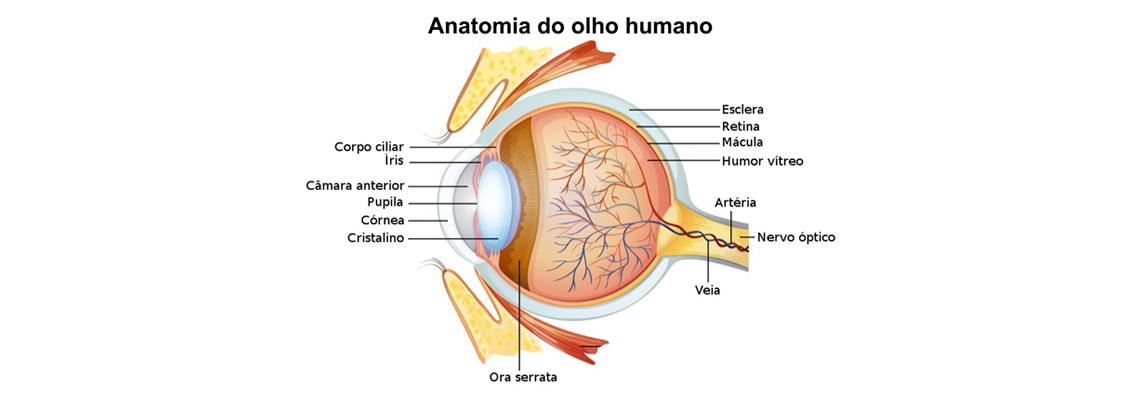 Anatomia do olho humano
Corpo ciliar
Íris
Câmara anterior
Pupila
Córnea
Cristalino
Esclera
Retina
Mácula
Humor vítreo
Artéria
Nervo óptico
Veia
Ora serrata